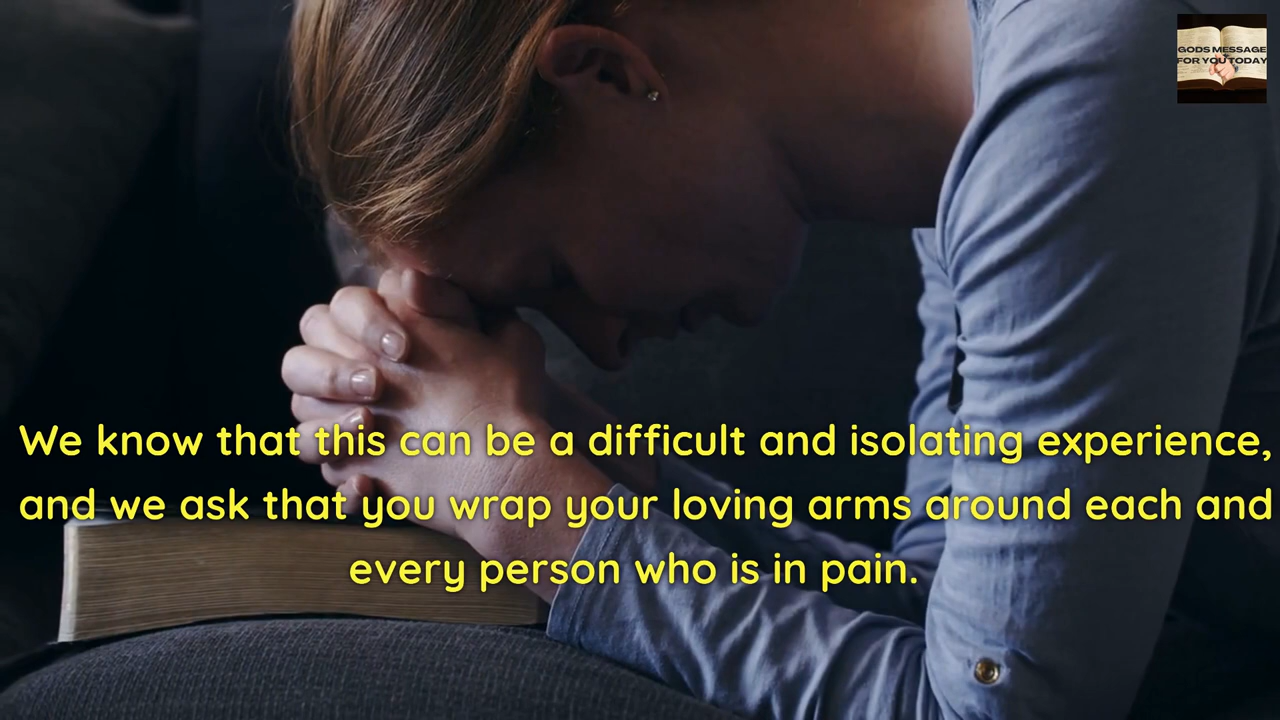 GODS MESSAGE
FOR YOU TODAY
We know that this can be a difficult and isolating experience,
and we ask that you wrap your loving arms around each and
every person who is in pain.